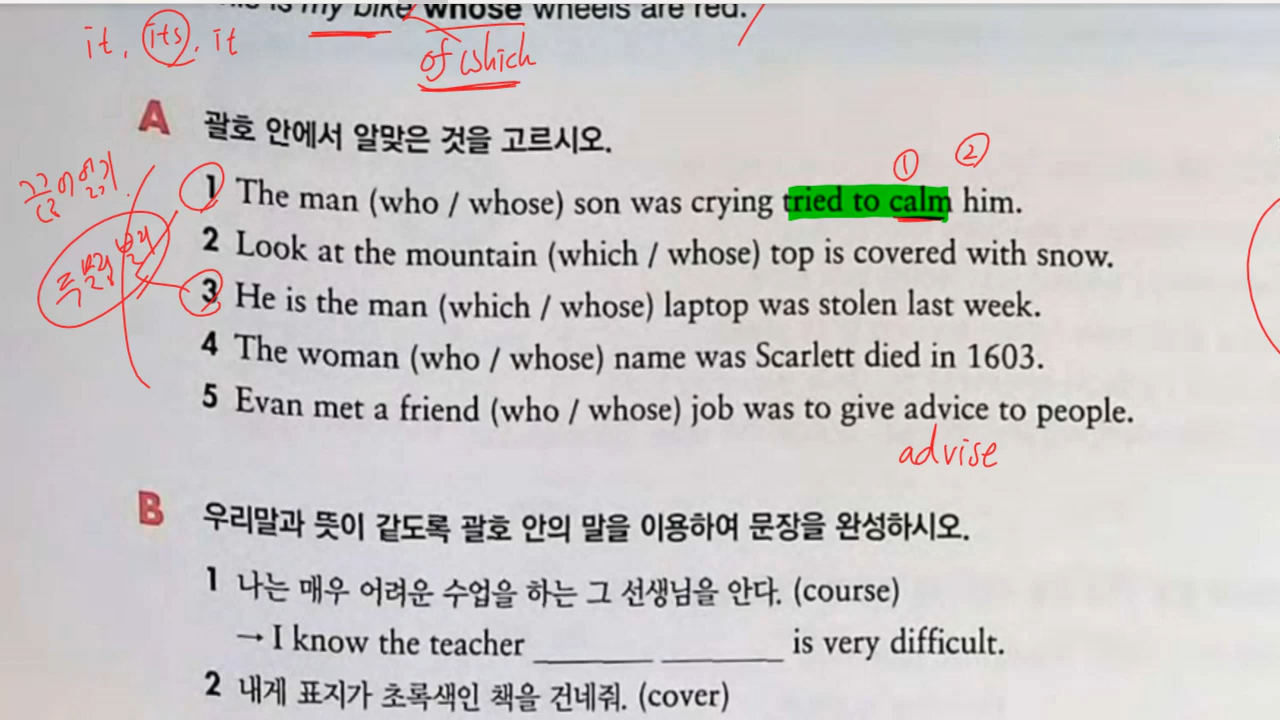 is my bike whose wheels are red.
it, its, it
of which
A 괄호 안에서 알맞은 것을 고르시오.
① ②
끊어 읽기
1 The man (who / whose) son was crying tried to calm him.
2 Look at the mountain (which / whose) top is covered with snow.
3 He is the man (which / whose) laptop was stolen last week.
4 The woman (who / whose) name was Scarlett died in 1603.
5 Evan met a friend (who / whose) job was to give advice to people.
advise
B 우리말과 뜻이 같도록 괄호 안의 말을 이용하여 문장을 완성하시오.
1 나는 매우 어려운 수업을 하는 그 선생님을 안다. (course)
→ I know the teacher ______ ______ is very difficult.
2 내게 표지가 초록색인 책을 건네줘. (cover)